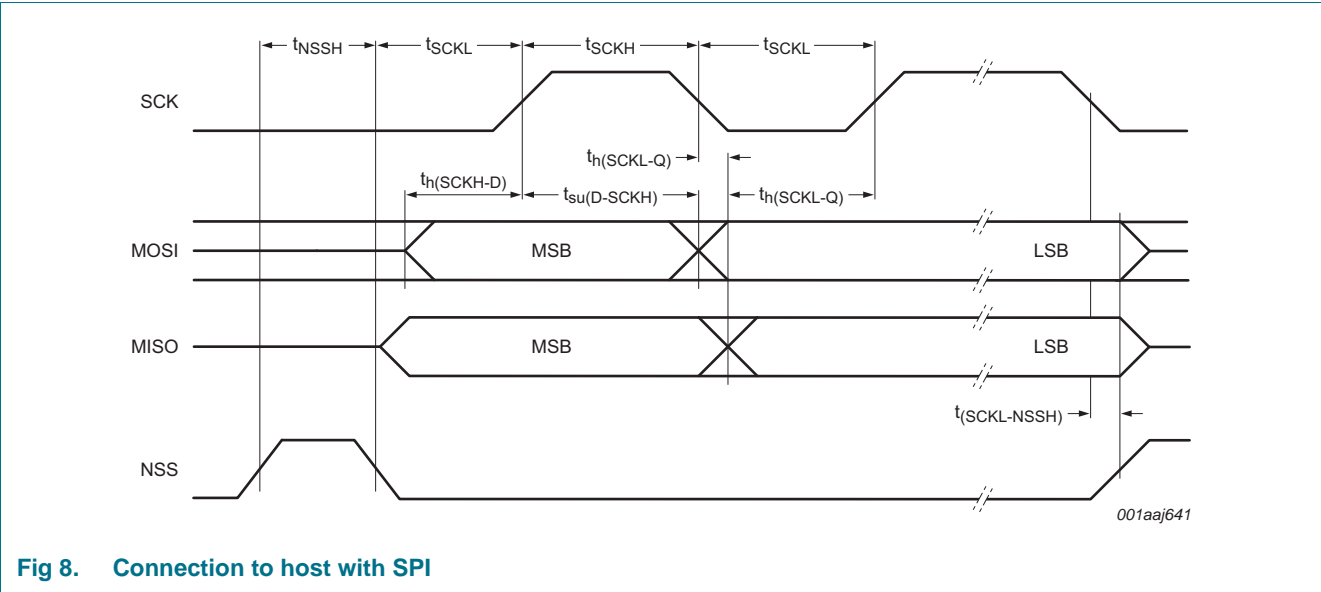 tNSSH tSCKL tSCKH tSCKL
SCK
th(SCKL-Q)
th(SCKH-D) tsu(D-SCKH) th(SCKL-Q)
MOSI MSB LSB
MISO MSB LSB
t(SCKL-NSSH)
NSS
001aaj641
Fig 8. Connection to host with SPI